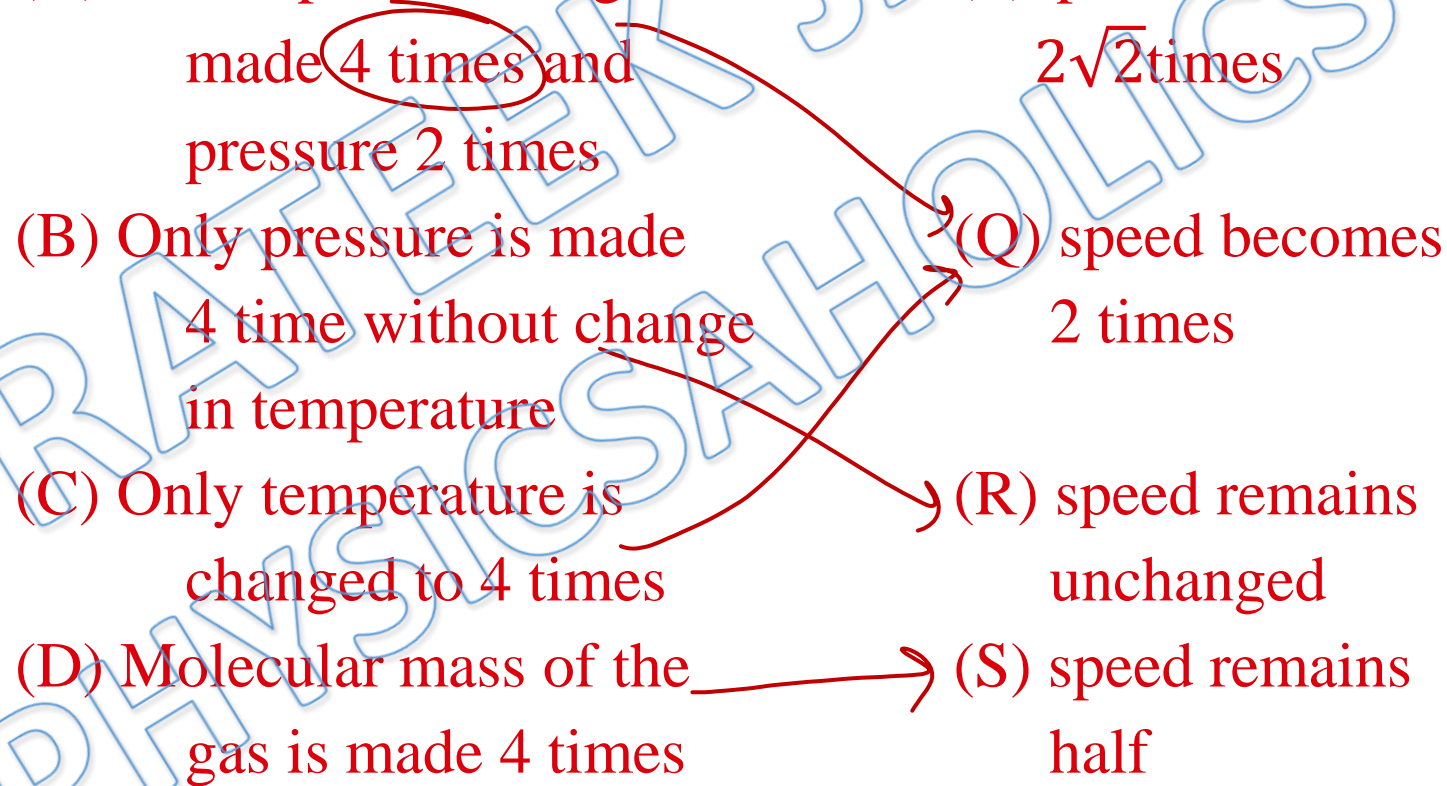 made 4 times and
2√2times
pressure 2 times
(B) Only pressure is made
(Q) speed becomes
4 time without change
2 times
in temperature
(C) Only temperature is
(R) speed remains
changed to 4 times
unchanged
(D) Molecular mass of the
(S) speed remains
gas is made 4 times
half
RATEEK
PHYSICSAHOLICS